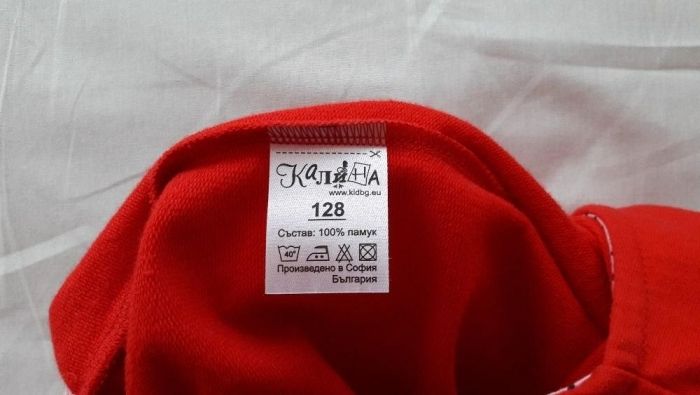 Калина
www.kidbg.eu
128
Състав: 100% памук
40°
Произведено в София
България